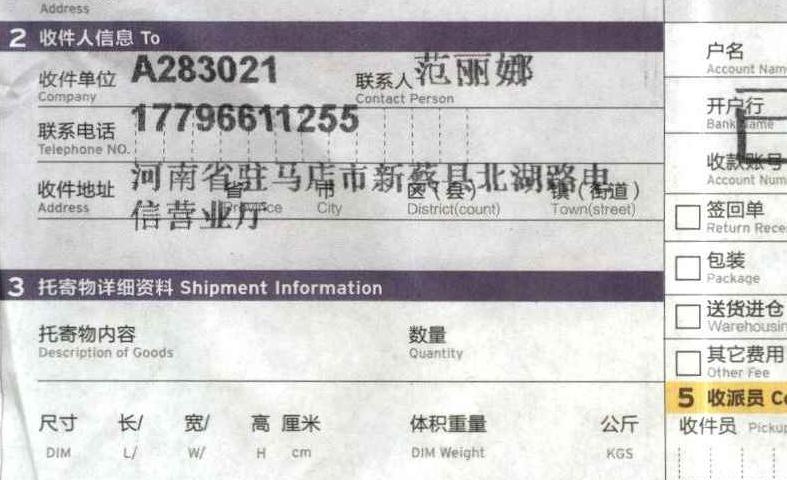 Address
2 收件人信息 To
收件单位 A283021 联系人 范丽娜
Company Contact Person
联系电话 17796611255
Telephone NO.
收件地址 河南省驻马店市新蔡县北湖路电
信营业厅
省 市 区(县) 镇(街道)
Address Province City District(count) Town(street)
3 托寄物详细资料 Shipment Information
托寄物内容 数量
Description of Goods Quantity
尺寸 长/ 宽/ 高 厘米 体积重量 公斤
DIM L/ W/ H cm DIM Weight KGS
户名
Account Nam
开户行
Bank Name
收款账号
Account Num
签回单
Return Rece
包装
Package
送货进仓
Warehousin
其它费用
Other Fee
5 收派员 Co
收件员 Pickup